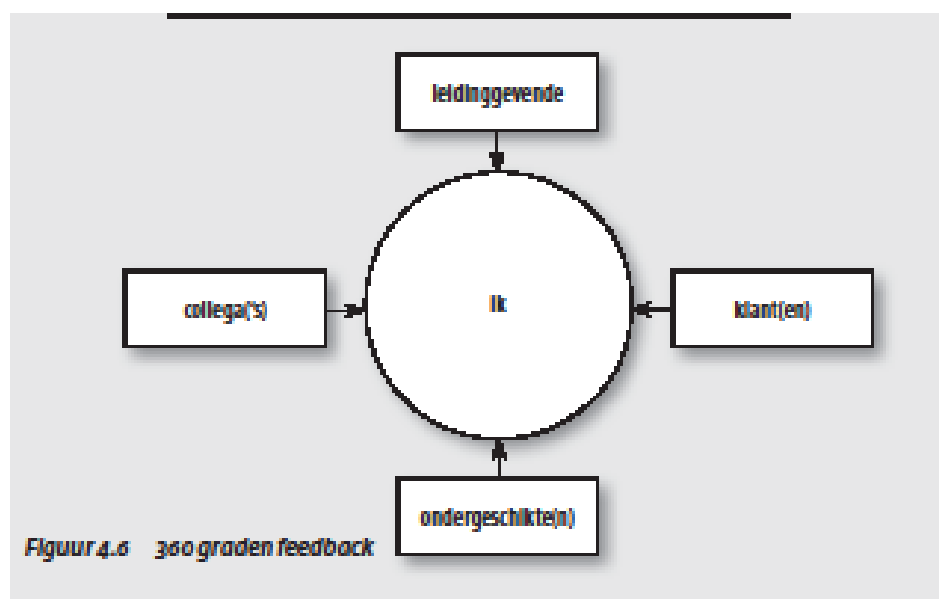 leidinggevende
collega('s)
ik
klant(en)
ondergeschikte(n)
Figuur 4.6 360 graden feedback